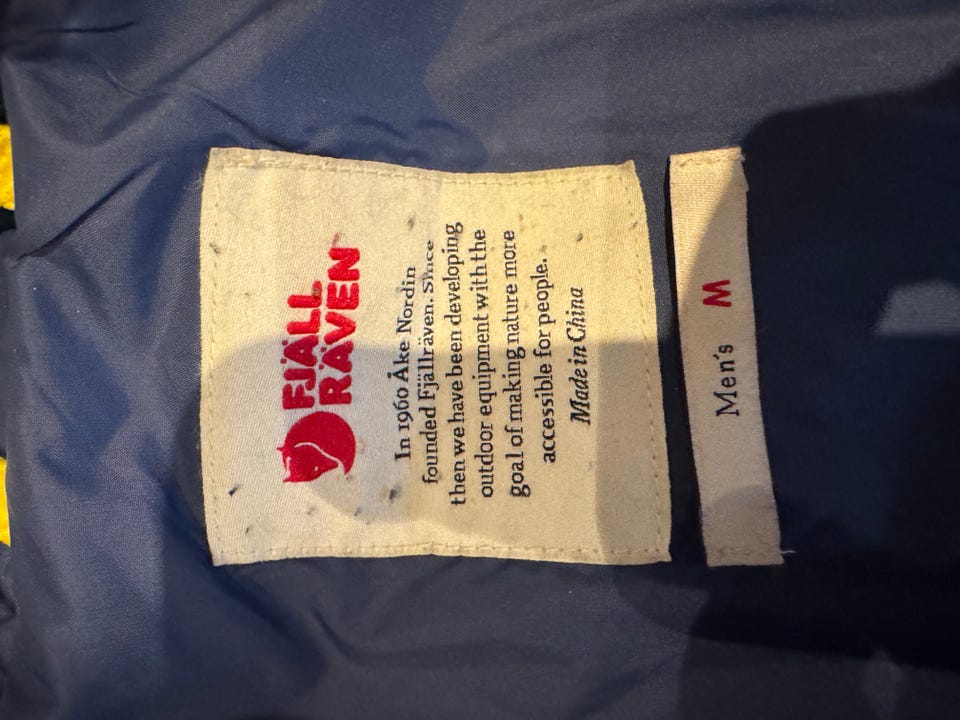 FJÄLL
RÄVEN
In 1960 Åke Nordin
founded Fjällräven. Since
then we have been developing
outdoor equipment with the
goal of making nature more
accessible for people.
Made in China
Men's M